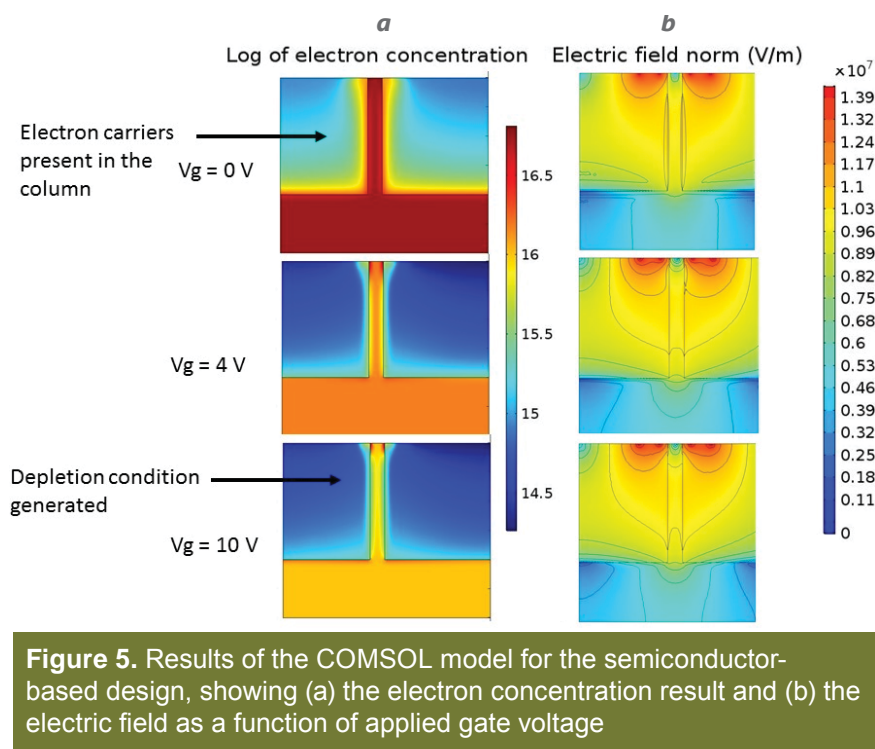 a
b
Log of electron concentration
Electric field norm (V/m)
×10⁷
Electron carriers
present in the
column
Vg = 0 V
Vg = 4 V
Depletion condition
generated
Vg = 10 V
16.5
16
15.5
15
14.5
1.39
1.24
1.17
1.1
1.03
0.96
0.89
0.82
0.75
0.68
0.6
0.53
0.46
0.39
0.32
0.25
0.18
0.11
0
Figure 5. Results of the COMSOL model for the semiconductor-
based design, showing (a) the electron concentration result and (b) the
electric field as a function of applied gate voltage